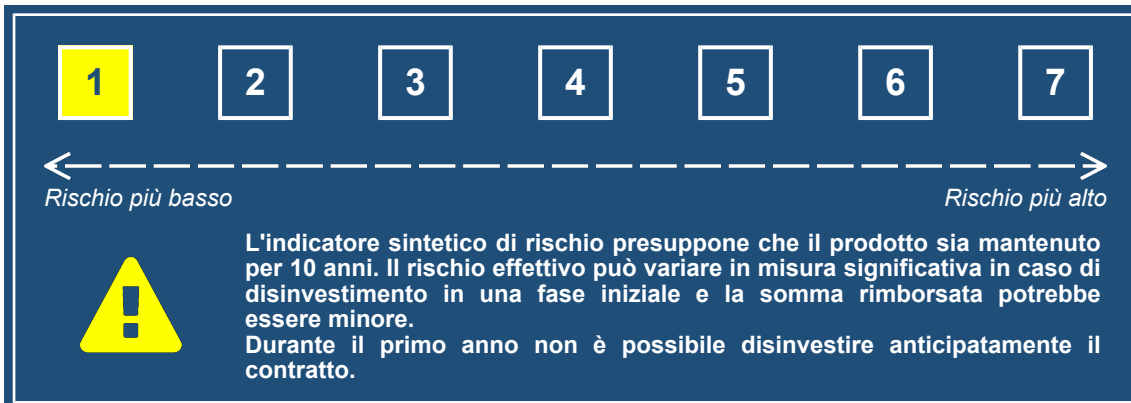 1 2 3 4 5 6 7
Rischio più basso Rischio più alto
L'indicatore sintetico di rischio presuppone che il prodotto sia mantenuto
per 10 anni. Il rischio effettivo può variare in misura significativa in caso di
disinvestimento in una fase iniziale e la somma rimborsata potrebbe
essere minore.
Durante il primo anno non è possibile disinvestire anticipatamente il
contratto.